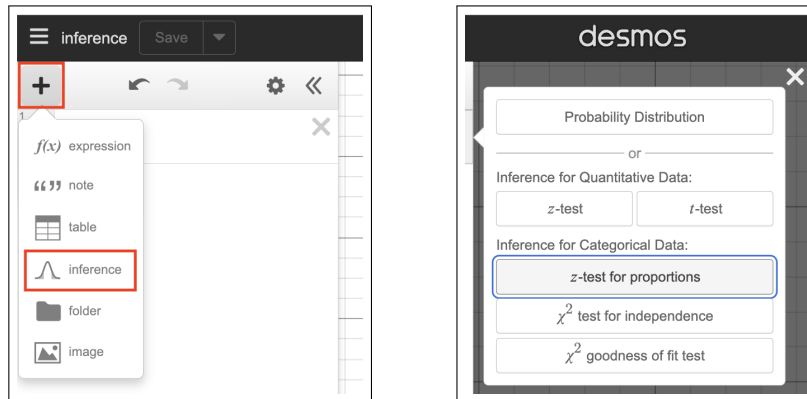 inference Save
1
f(x) expression
note
table
inference
folder
image
desmos
Probability Distribution
or
Inference for Quantitative Data:
z-test t-test
Inference for Categorical Data:
z-test for proportions
χ² test for independence
χ² goodness of fit test